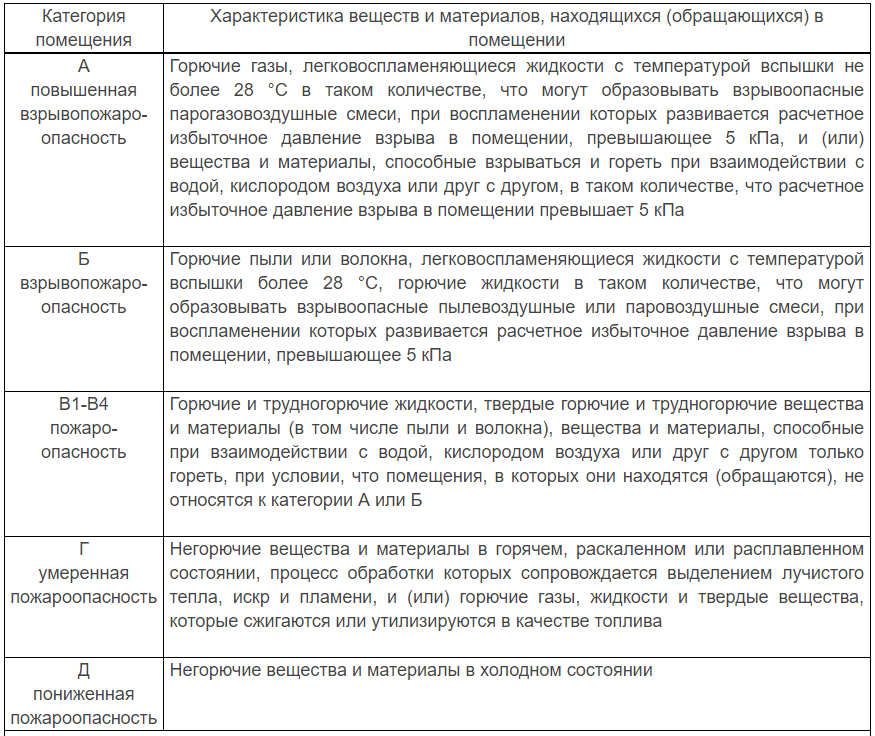 Категория
помещения
Характеристика веществ и материалов, находящихся (обращающихся) в
помещении
А
повышенная
взрывопожаро-
опасность
Горючие газы, легковоспламеняющиеся жидкости с температурой вспышки не
более 28 °С в таком количестве, что могут образовывать взрывоопасные
парогазовоздушные смеси, при воспламенении которых развивается расчетное
избыточное давление взрыва в помещении, превышающее 5 кПа, и (или)
вещества и материалы, способные взрываться и гореть при взаимодействии с
водой, кислородом воздуха или друг с другом, в таком количестве, что расчетное
избыточное давление взрыва в помещении превышает 5 кПа
Б
взрывопожаро-
опасность
Горючие пыли или волокна, легковоспламеняющиеся жидкости с температурой
вспышки более 28 °С, горючие жидкости в таком количестве, что могут
образовывать взрывоопасные пылевоздушные или паровоздушные смеси, при
воспламенении которых развивается расчетное избыточное давление взрыва в
помещении, превышающее 5 кПа
В1-В4
пожаро-
опасность
Горючие и трудногорючие жидкости, твердые горючие и трудногорючие вещества
и материалы (в том числе пыли и волокна), вещества и материалы, способные
при взаимодействии с водой, кислородом воздуха или друг с другом только
гореть, при условии, что помещения, в которых они находятся (обращаются), не
относятся к категории А или Б
Г
умеренная
пожароопасность
Негорючие вещества и материалы в горячем, раскаленном или расплавленном
состоянии, процесс обработки которых сопровождается выделением лучистого
тепла, искр и пламени, и (или) горючие газы, жидкости и твердые вещества,
которые сжигаются или утилизируются в качестве топлива
Д
пониженная
пожароопасность
Негорючие вещества и материалы в холодном состоянии